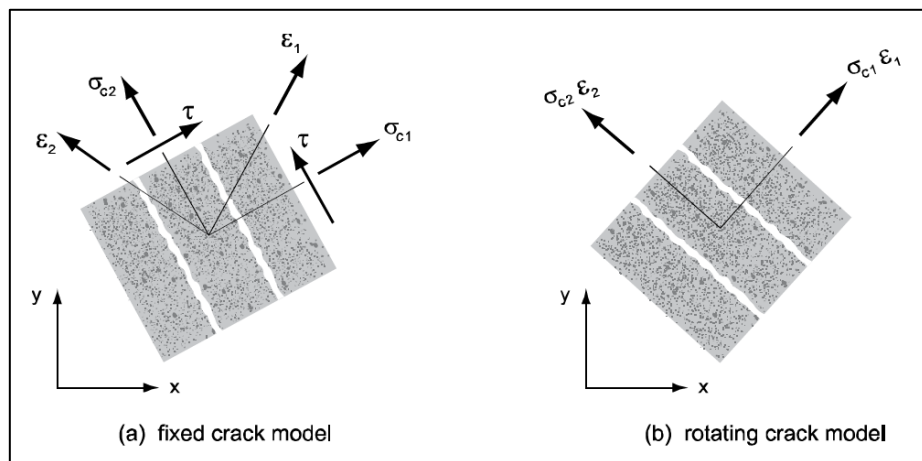 ε1
σc2
τ
ε2
τ
σc1
y
x
(a) fixed crack model
σc1 ε1
σc2 ε2
y
x
(b) rotating crack model